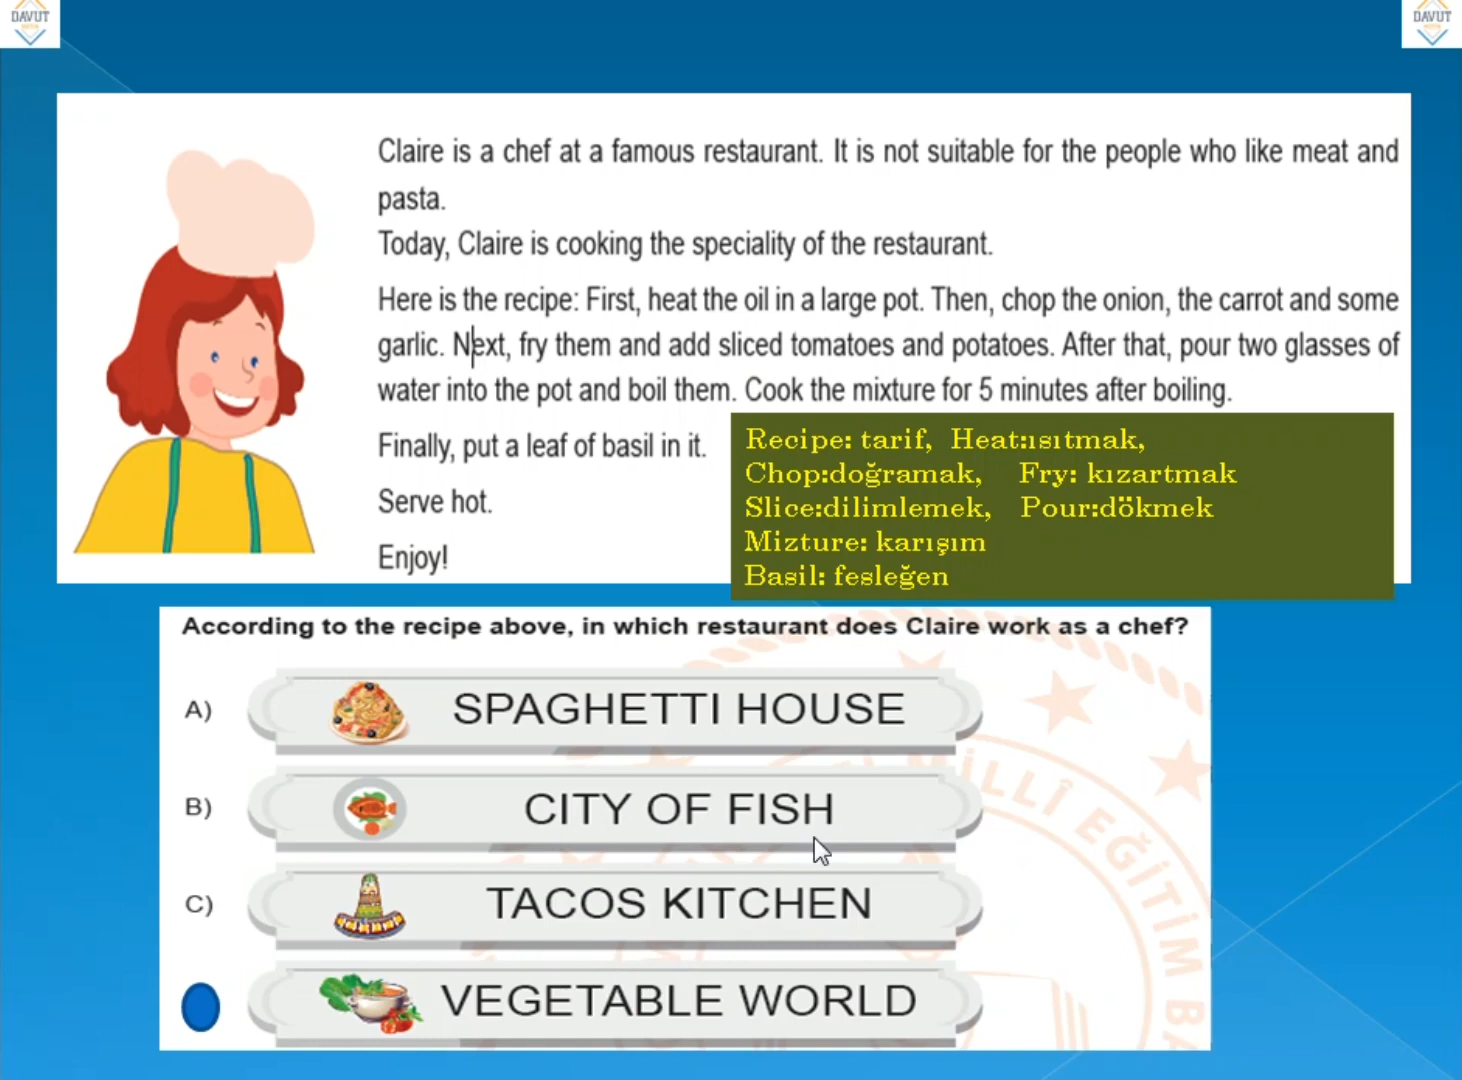 DAVUT
DAVUT
Claire is a chef at a famous restaurant. It is not suitable for the people who like meat and
pasta.
Today, Claire is cooking the speciality of the restaurant.
Here is the recipe: First, heat the oil in a large pot. Then, chop the onion, the carrot and some
garlic. Next, fry them and add sliced tomatoes and potatoes. After that, pour two glasses of
water into the pot and boil them. Cook the mixture for 5 minutes after boiling.
Finally, put a leaf of basil in it.
Serve hot.
Enjoy!
Recipe: tarif, Heat:ısıtmak,
Chop:doğramak, Fry: kızartmak
Slice:dilimlemek, Pour:dökmek
Mizture: karışım
Basil: fesleğen
According to the recipe above, in which restaurant does Claire work as a chef?
A) SPAGHETTI HOUSE
B) CITY OF FISH
C) TACOS KITCHEN
VEGETABLE WORLD
MİLLÎ EĞİTİM BA